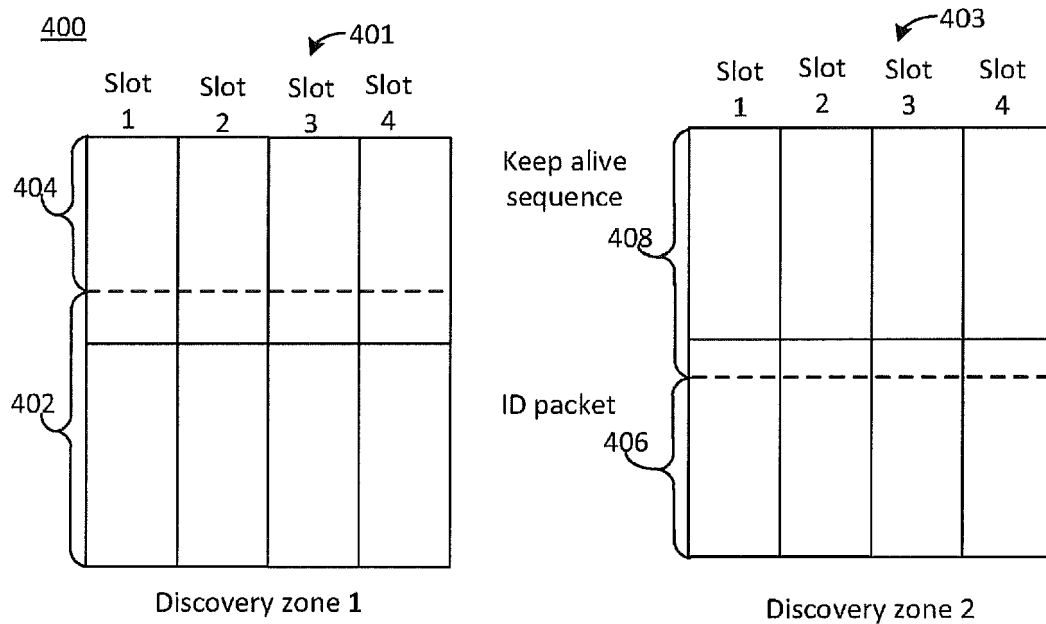 400
401
Slot 1
Slot 2
Slot 3
Slot 4
404
402
Discovery zone 1
403
Slot 1
Slot 2
Slot 3
Slot 4
Keep alive
sequence
408
ID packet
406
Discovery zone 2